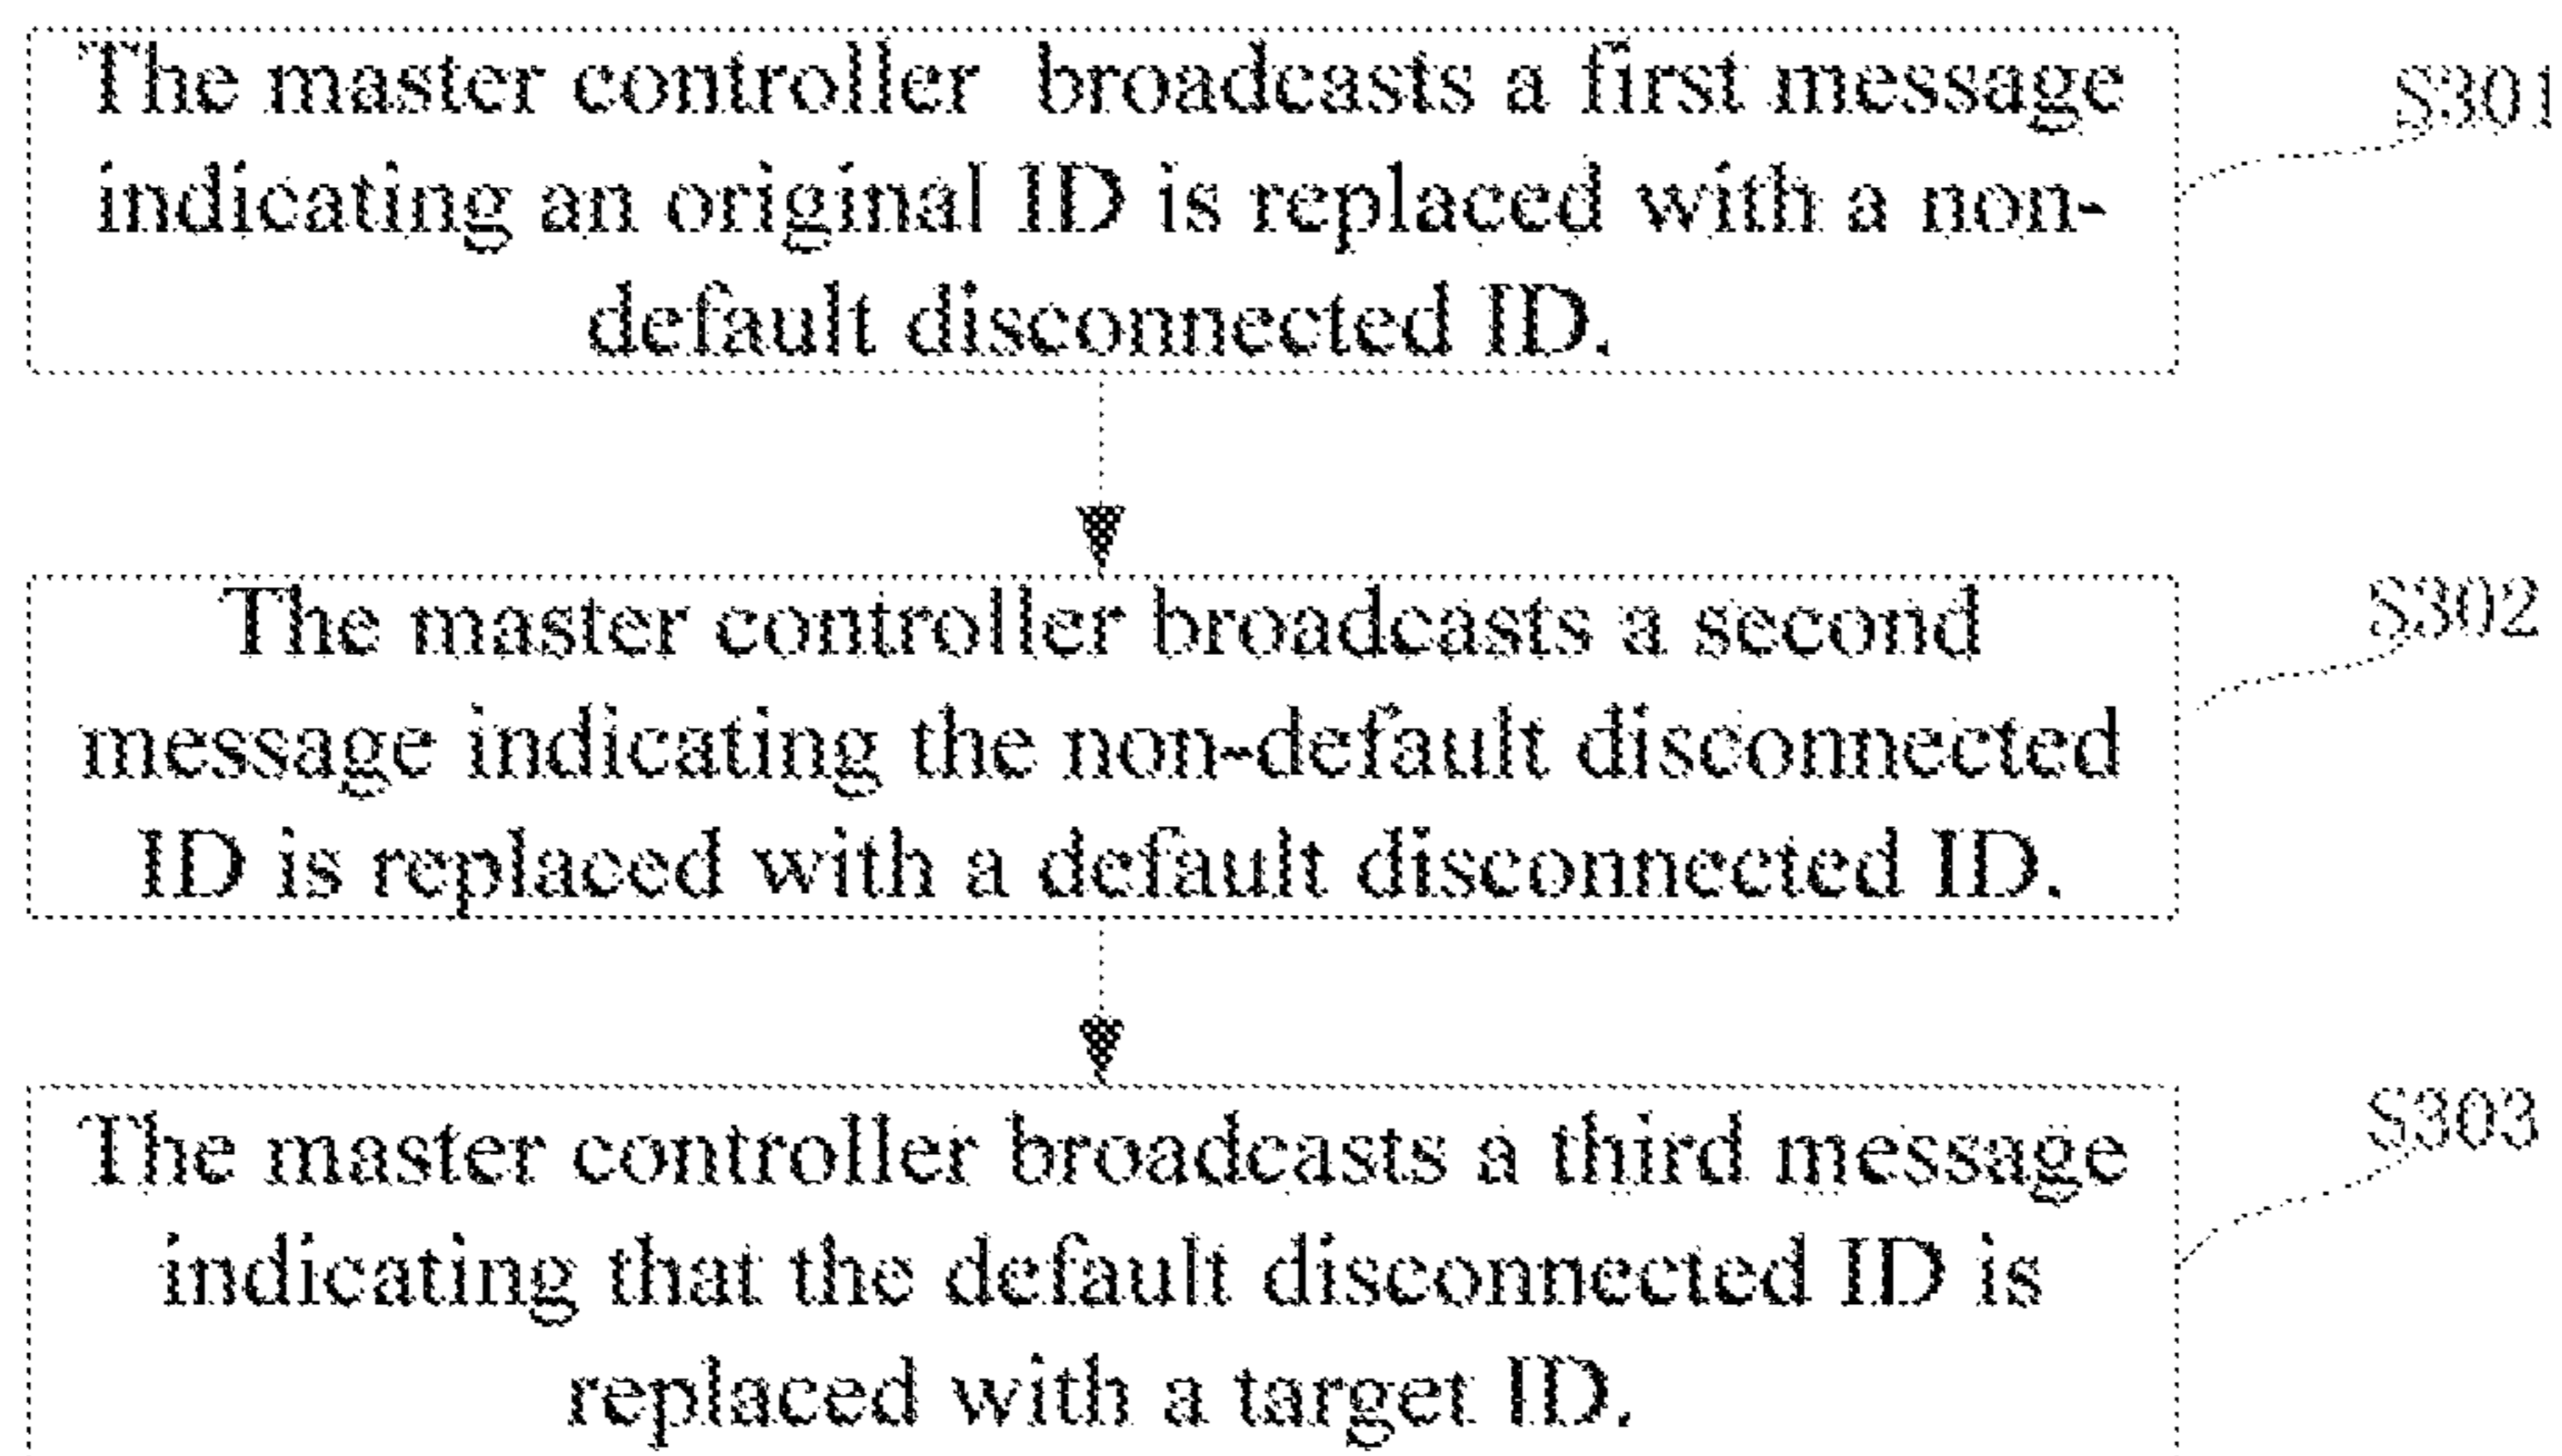 The master controller broadcasts a first message
indicating an original ID is replaced with a non-
default disconnected ID.
S301
The master controller broadcasts a second
message indicating the non-default disconnected
ID is replaced with a default disconnected ID.
S302
The master controller broadcasts a third message
indicating that the default disconnected ID is
replaced with a target ID.
S303